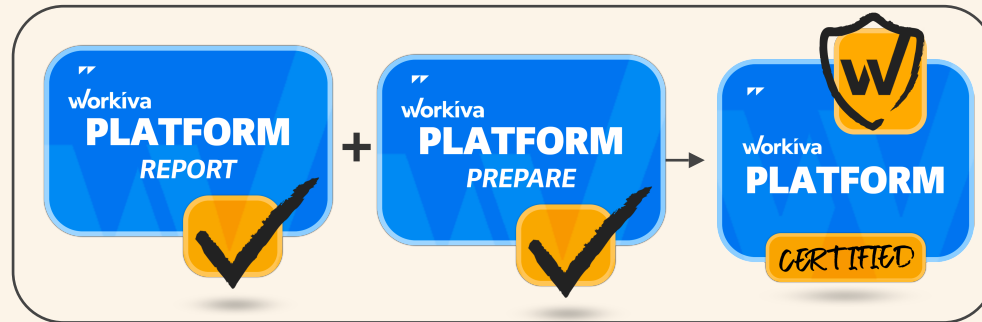 workiva
PLATFORM
REPORT
+
workiva
PLATFORM
PREPARE
W
workiva
PLATFORM
CERTIFIED